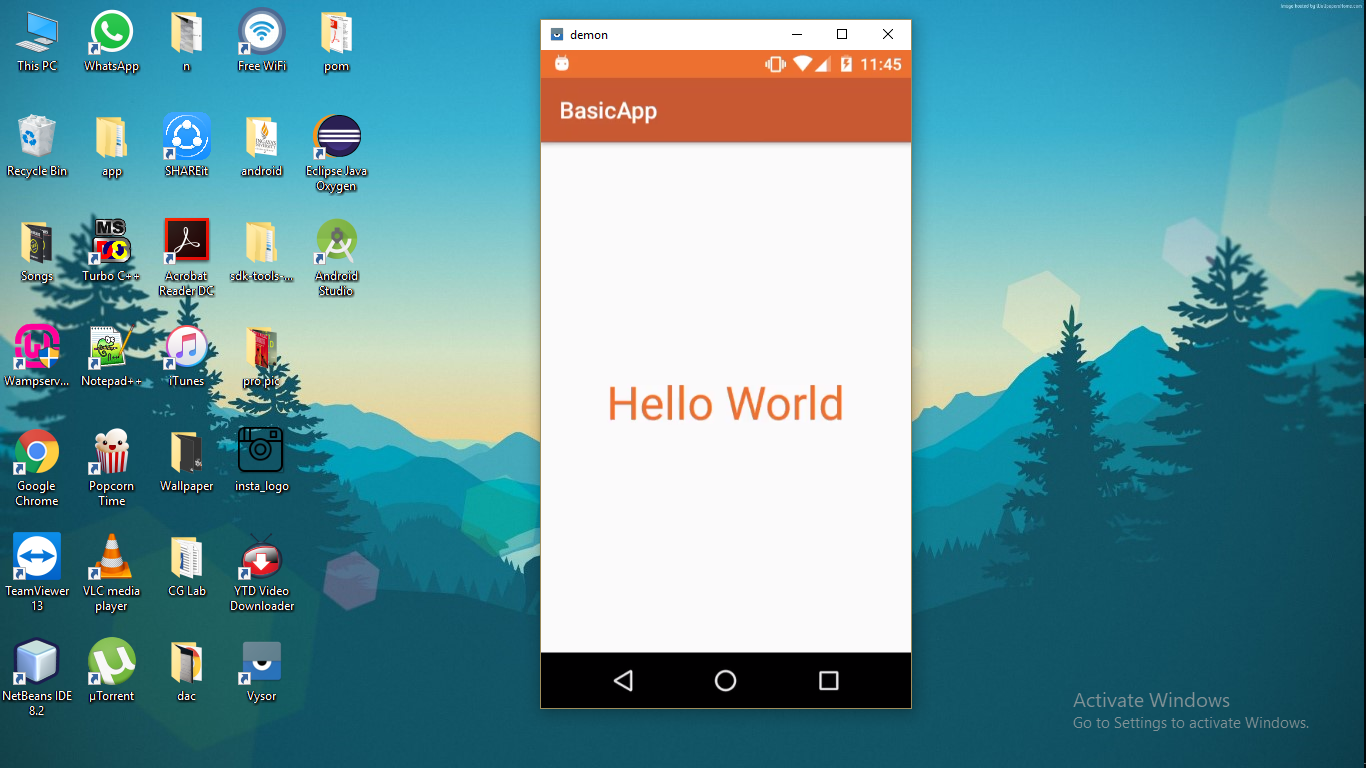 This PC
WhatsApp
n
Free WiFi
pom
Recycle Bin
app
SHAREit
android
Eclipse Java
Oxygen
Songs
MS
Turbo C++
Acrobat
Reader DC
sdk-tools-...
Android
Studio
Wampserv...
Notepad++
iTunes
pro pic
Google
Chrome
Popcorn
Time
Wallpaper
insta_logo
TeamViewer
13
VLC media
player
CG Lab
YTD Video
Downloader
NetBeans IDE
8.2
µTorrent
dac
Vysor
demon
11:45
BasicApp
Hello World
Activate Windows
Go to Settings to activate Windows.